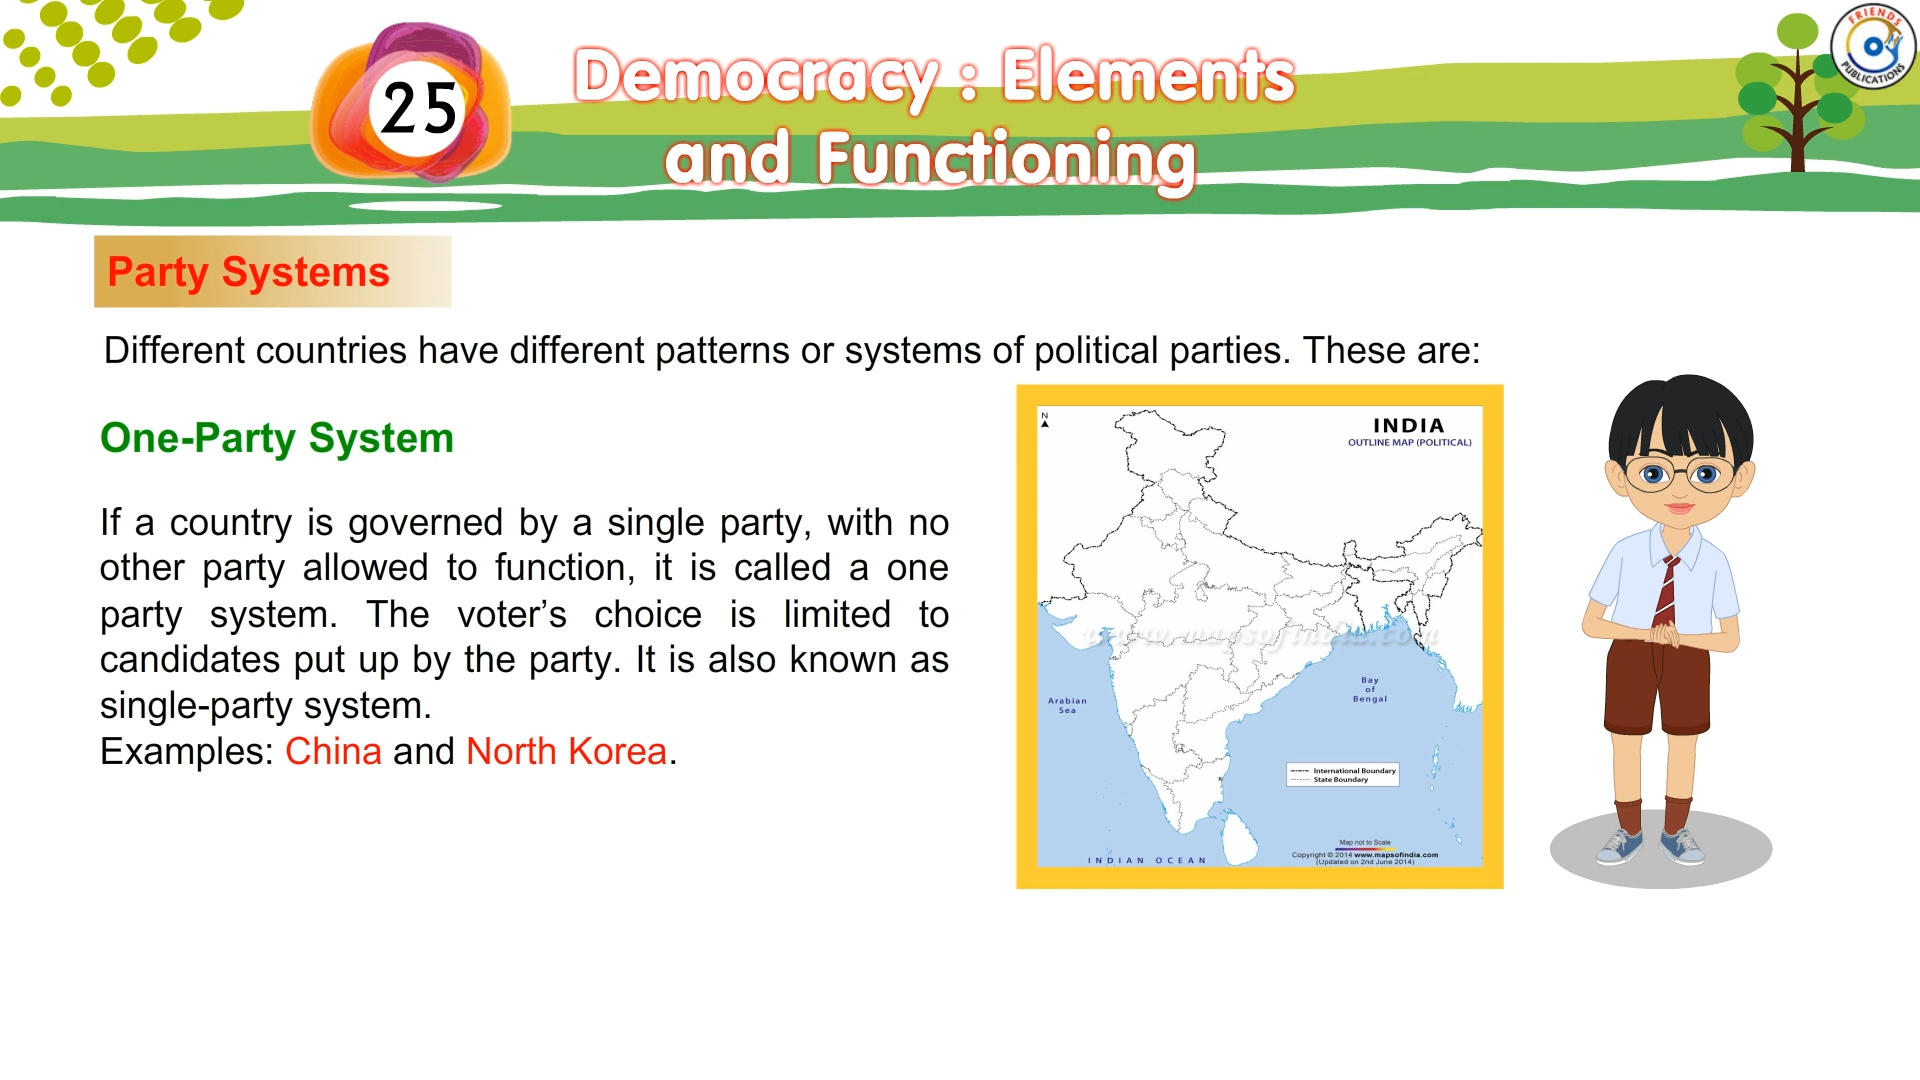 FRIENDS
PUBLICATIONS
25
Democracy : Elements
and Functioning
Party Systems
Different countries have different patterns or systems of political parties. These are:
One-Party System
If a country is governed by a single party, with no
other party allowed to function, it is called a one
party system. The voter’s choice is limited to
candidates put up by the party. It is also known as
single-party system.
Examples: China and North Korea.
N
INDIA
OUTLINE MAP (POLITICAL)
www.mapsofindia.com
Arabian
Sea
Bay
of
Bengal
International Boundary
State Boundary
Map not to Scale
Copyright © 2014 www.mapsofindia.com
(Updated on 2nd June 2014)
INDIAN OCEAN